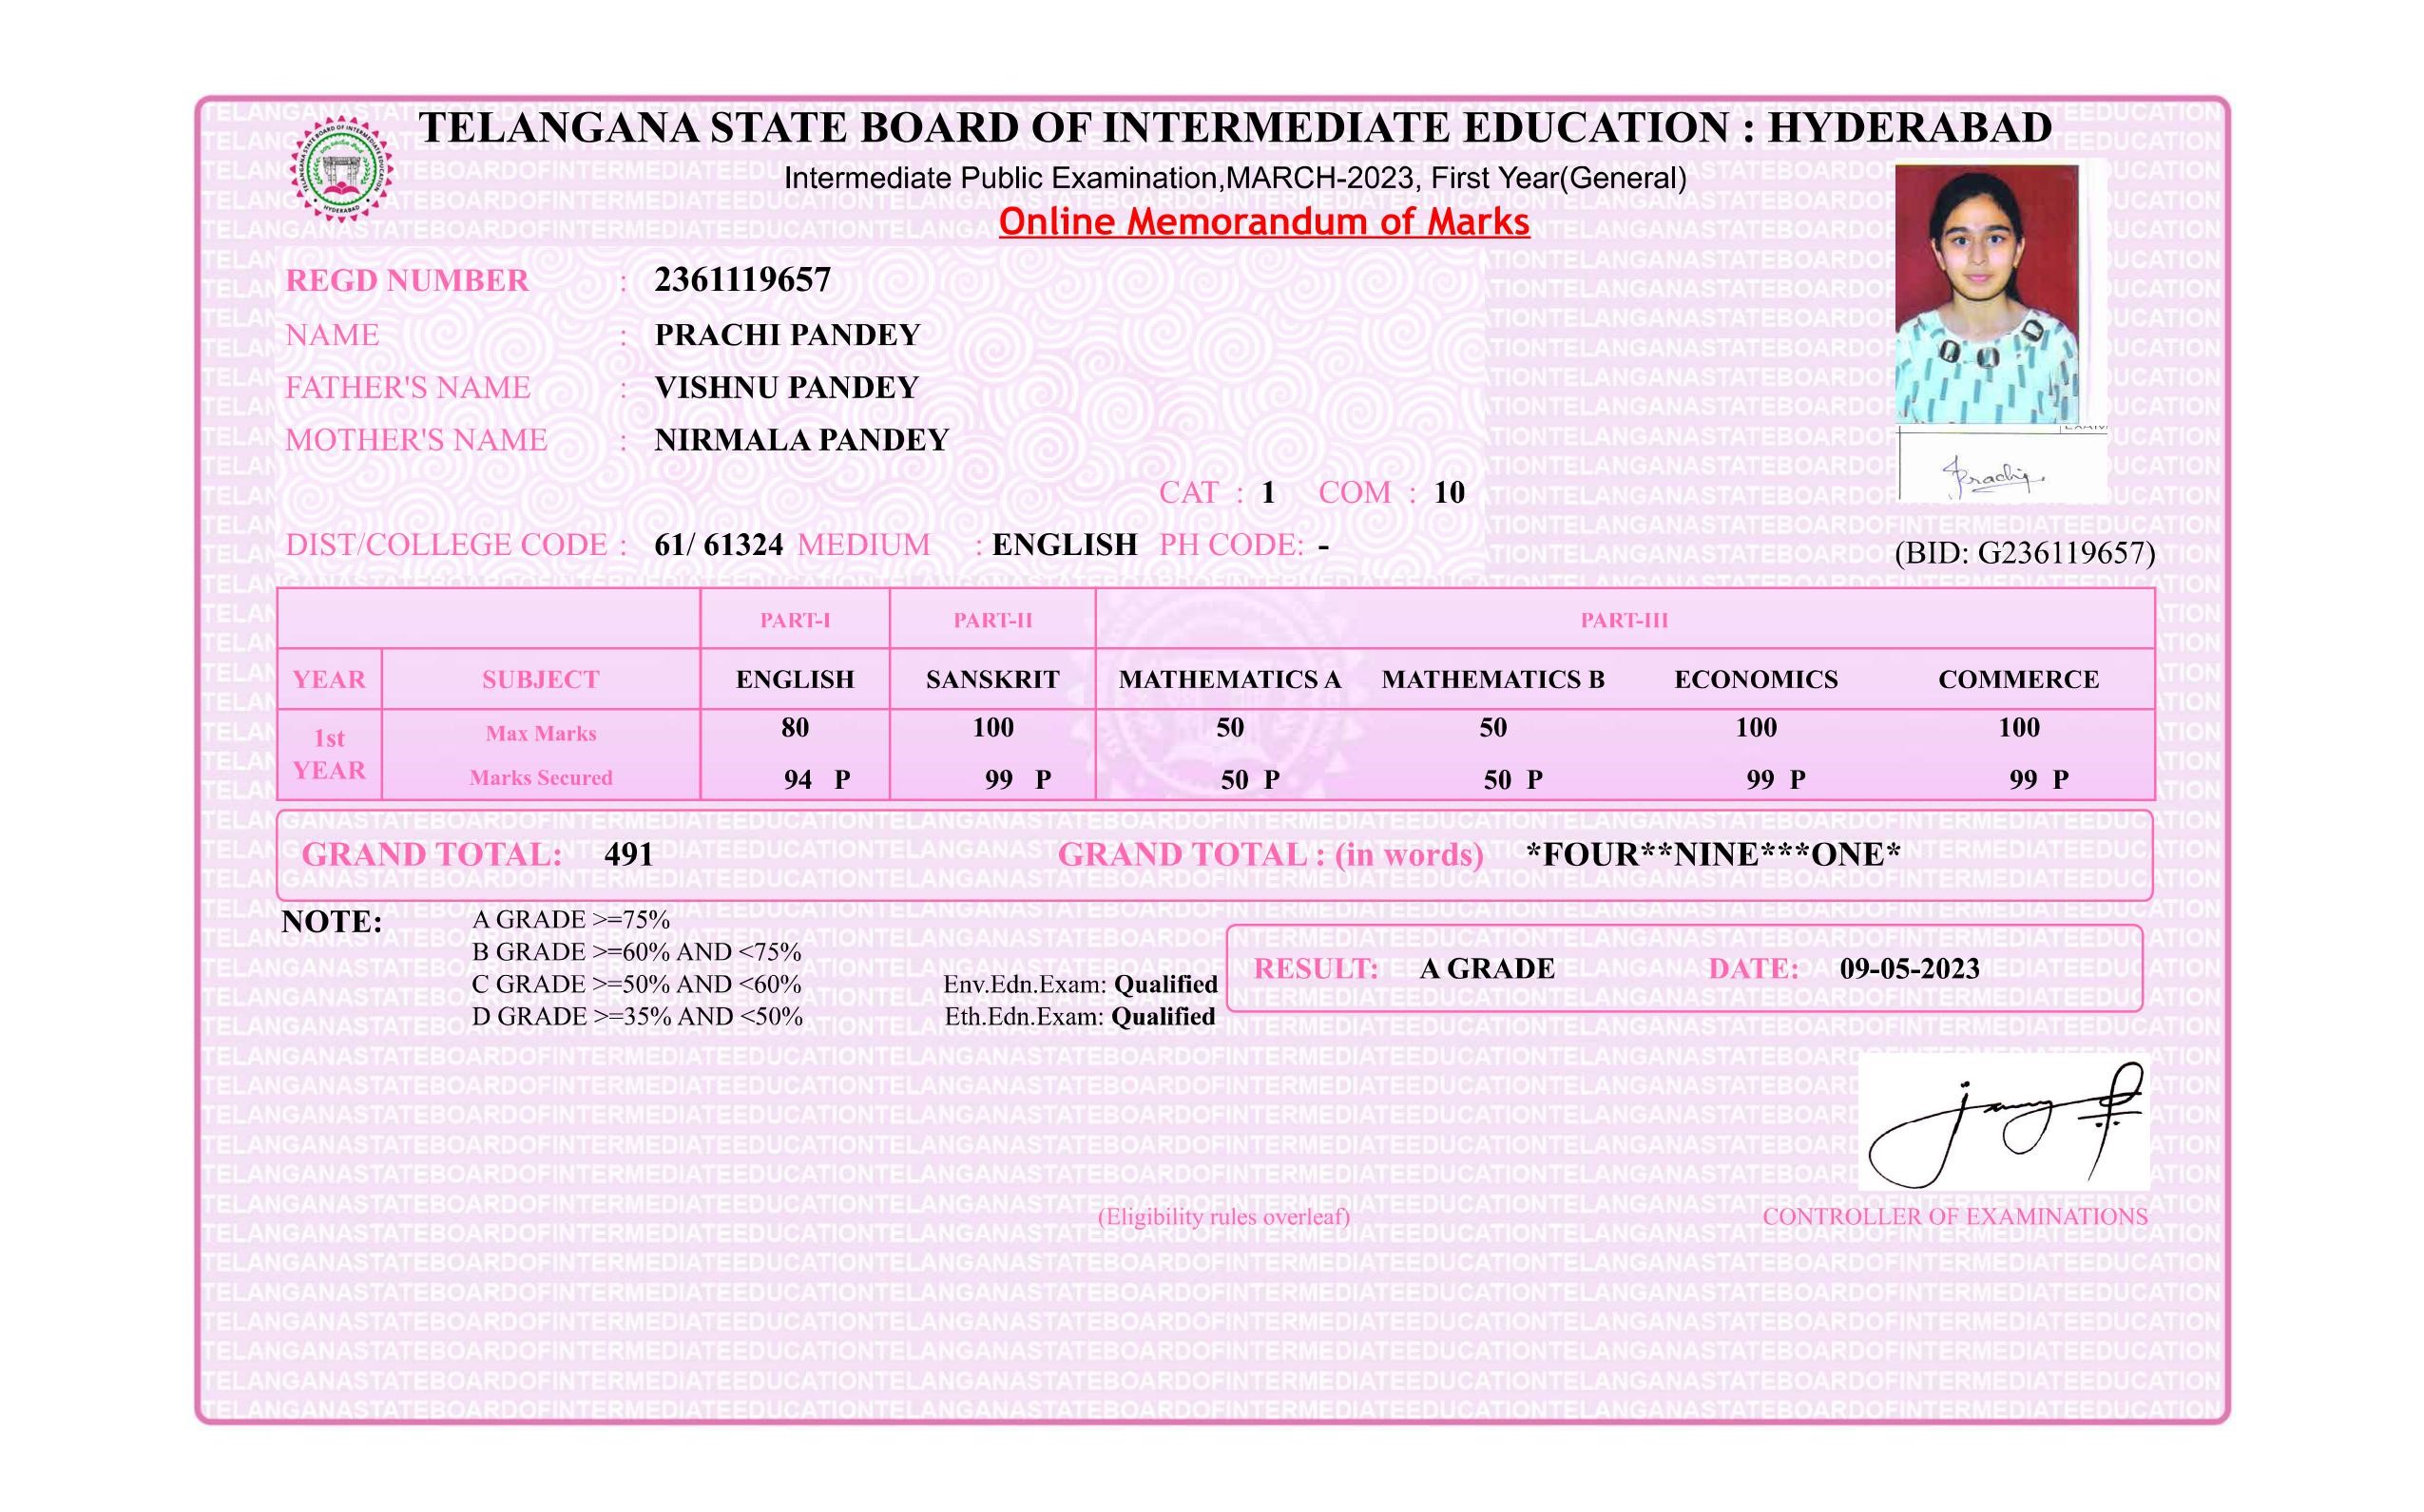 TELANGANA STATE BOARD OF INTERMEDIATE EDUCATION : HYDERABAD
Intermediate Public Examination,MARCH-2023, First Year(General)
Online Memorandum of Marks
REGD NUMBER : 2361119657
NAME : PRACHI PANDEY
FATHER'S NAME : VISHNU PANDEY
MOTHER'S NAME : NIRMALA PANDEY
Prachi
CAT : 1 COM : 10
DIST/COLLEGE CODE : 61/ 61324 MEDIUM : ENGLISH PH CODE: -
(BID: G236119657)
PART-I PART-II PART-III
YEAR SUBJECT ENGLISH SANSKRIT MATHEMATICS A MATHEMATICS B ECONOMICS COMMERCE
1st YEAR
Max Marks 80 100 50 50 100 100
Marks Secured 94 P 99 P 50 P 50 P 99 P 99 P
GRAND TOTAL: 491 GRAND TOTAL : (in words) *FOUR**NINE***ONE*
NOTE: A GRADE >=75%
B GRADE >=60% AND <75%
C GRADE >=50% AND <60%
D GRADE >=35% AND <50%
Env.Edn.Exam: Qualified
Eth.Edn.Exam: Qualified
RESULT: A GRADE DATE: 09-05-2023
(Eligibility rules overleaf)
CONTROLLER OF EXAMINATIONS